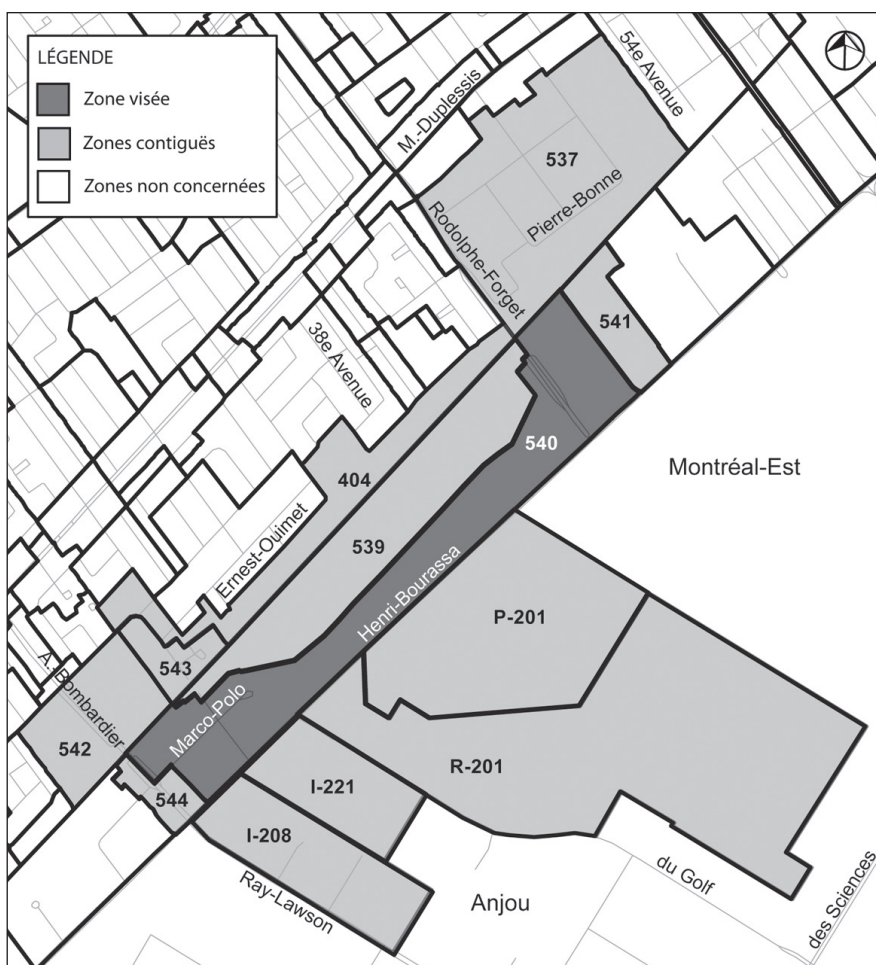 LÉGENDE
Zone visée
Zones contiguës
Zones non concernées
54e Avenue
M.-Duplessis
537
Pierre-Bonne
Rodolphe-Forget
541
38e Avenue
540
Montréal-Est
404
Ernest-Ouimet
539
Henri-Bourassa
P-201
543
A.-Bombardier
Marco-Polo
542
R-201
I-221
544
I-208
du Golf
Ray-Lawson
Anjou
des Sciences